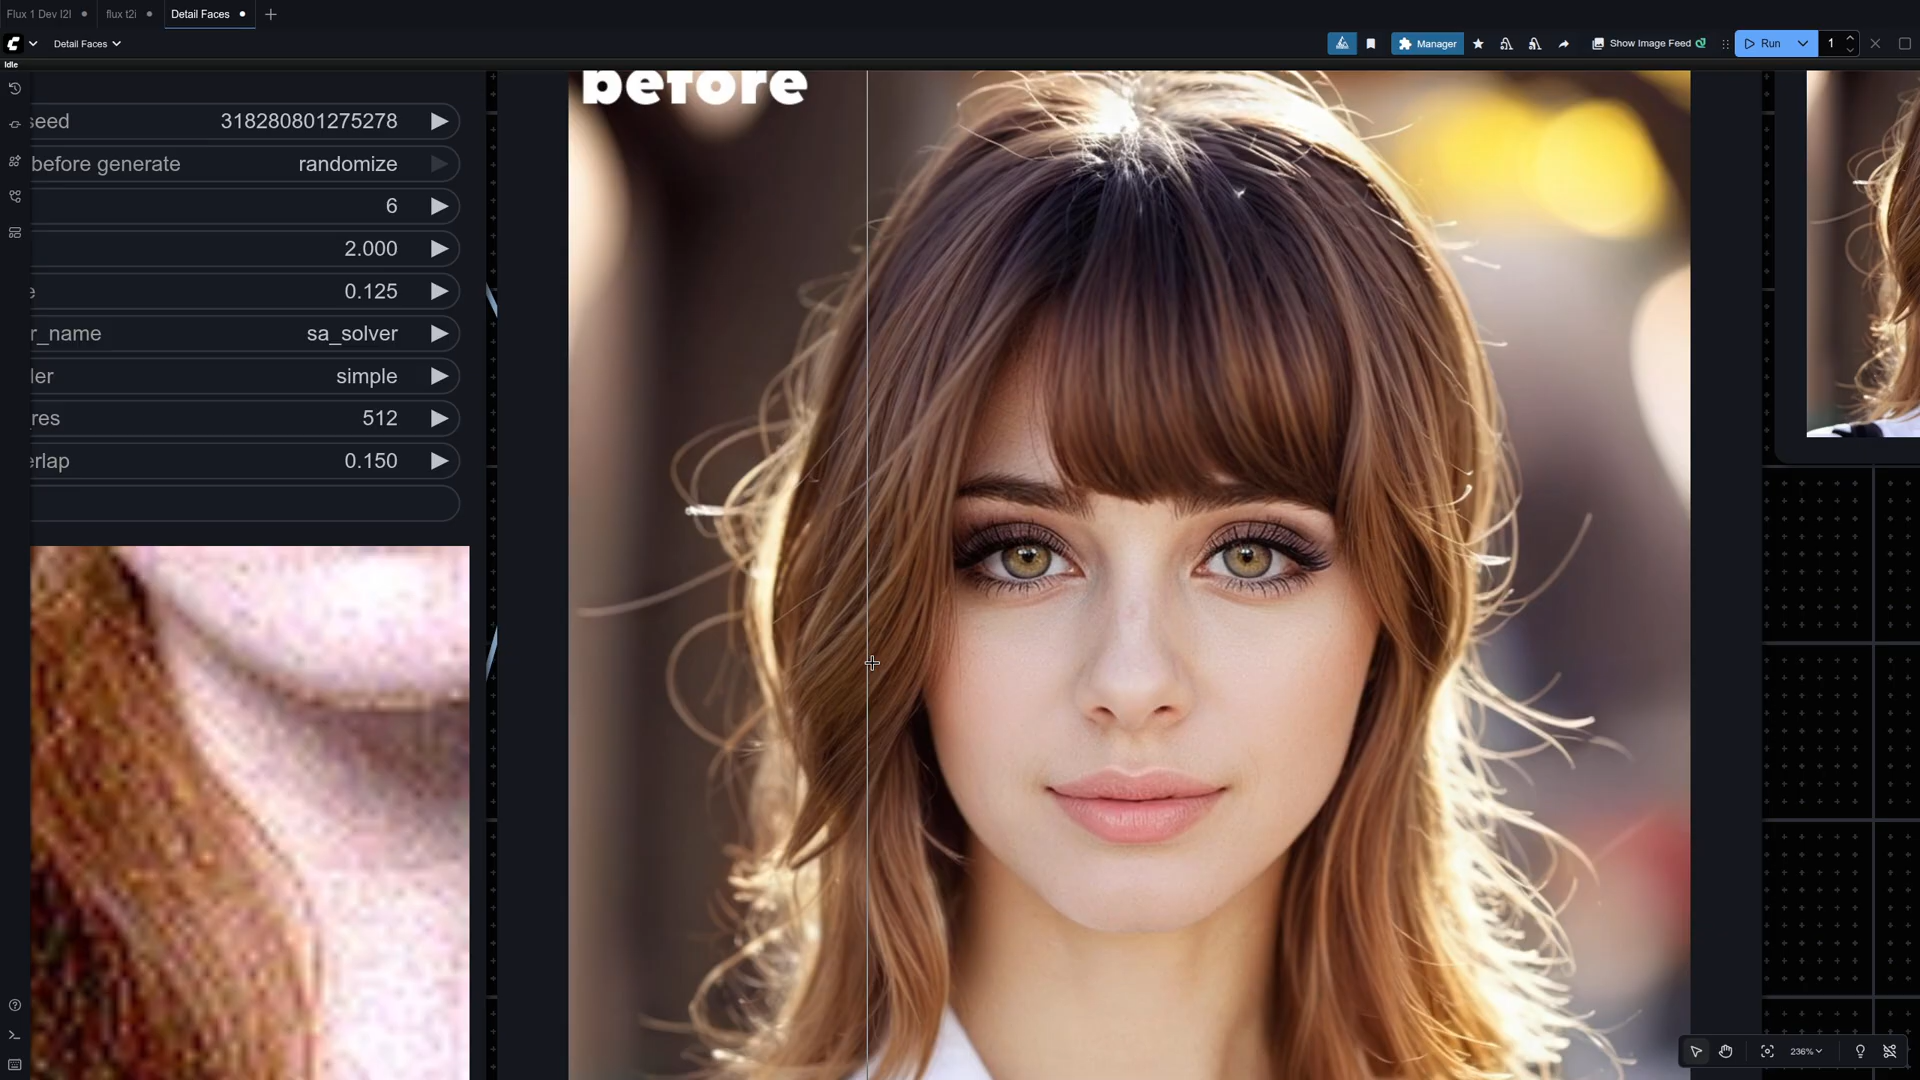 Flux 1 Dev I2I
flux t2i
Detail Faces
Detail Faces
Manager
Show Image Feed
Run
1
Idle
before
seed 318280801275278
before generate randomize
6
2.000
e 0.125
r_name sa_solver
ler simple
res 512
erlap 0.150
236%